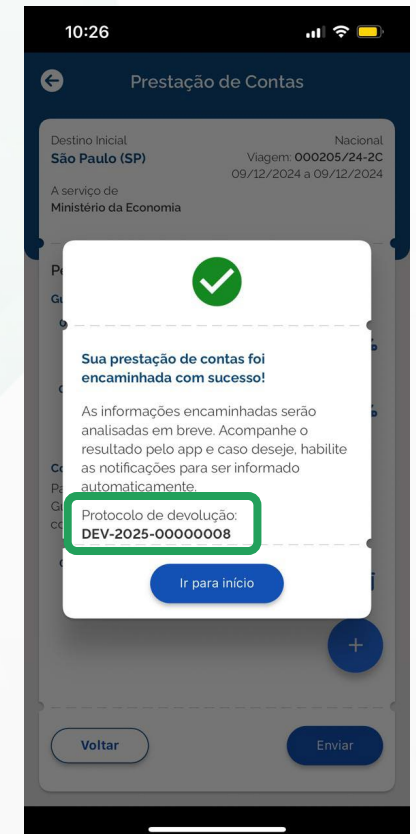 10:26
Prestação de Contas
Destino Inicial
Nacional
São Paulo (SP)
Viagem: 000205/24-2C
09/12/2024 a 09/12/2024
A serviço de
Ministério da Economia
Sua prestação de contas foi
encaminhada com sucesso!
As informações encaminhadas serão
analisadas em breve. Acompanhe o
resultado pelo app e caso deseje, habilite
as notificações para ser informado
automaticamente.
Protocolo de devolução:
DEV-2025-00000008
Ir para início
+
Voltar
Enviar